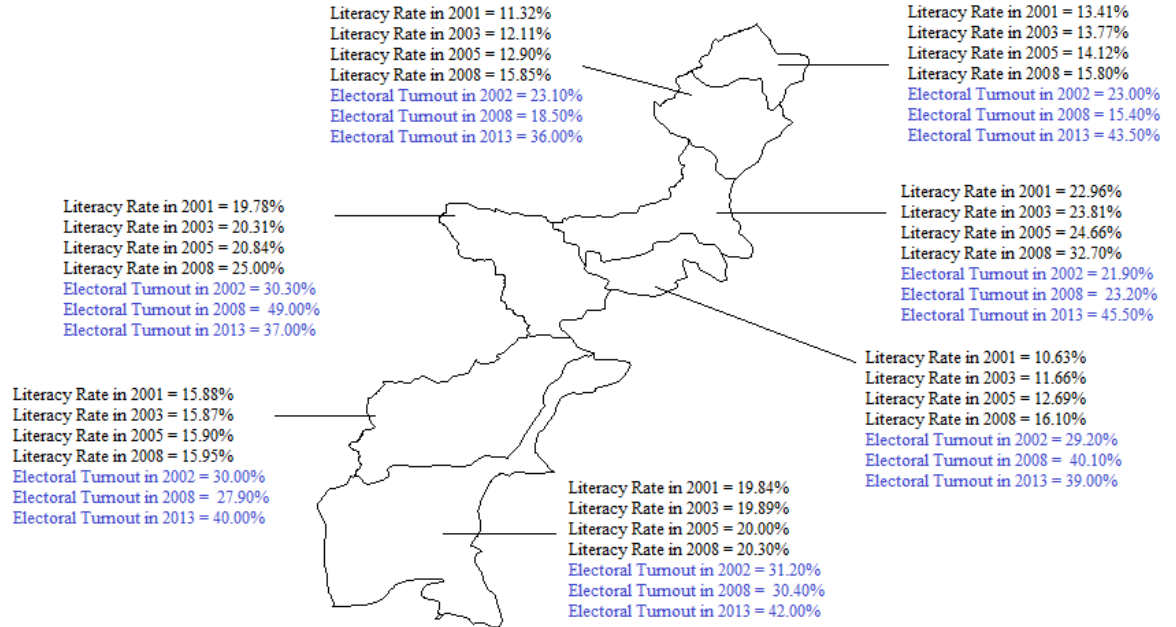 Literacy Rate in 2001 = 11.32%
Literacy Rate in 2003 = 12.11%
Literacy Rate in 2005 = 12.90%
Literacy Rate in 2008 = 15.85%
Electoral Turnout in 2002 = 23.10%
Electoral Turnout in 2008 = 18.50%
Electoral Turnout in 2013 = 36.00%
Literacy Rate in 2001 = 13.41%
Literacy Rate in 2003 = 13.77%
Literacy Rate in 2005 = 14.12%
Literacy Rate in 2008 = 15.80%
Electoral Turnout in 2002 = 23.00%
Electoral Turnout in 2008 = 15.40%
Electoral Turnout in 2013 = 43.50%
Literacy Rate in 2001 = 19.78%
Literacy Rate in 2003 = 20.31%
Literacy Rate in 2005 = 20.84%
Literacy Rate in 2008 = 25.00%
Electoral Turnout in 2002 = 30.30%
Electoral Turnout in 2008 = 49.00%
Electoral Turnout in 2013 = 37.00%
Literacy Rate in 2001 = 22.96%
Literacy Rate in 2003 = 23.81%
Literacy Rate in 2005 = 24.66%
Literacy Rate in 2008 = 32.70%
Electoral Turnout in 2002 = 21.90%
Electoral Turnout in 2008 = 23.20%
Electoral Turnout in 2013 = 45.50%
Literacy Rate in 2001 = 10.63%
Literacy Rate in 2003 = 11.66%
Literacy Rate in 2005 = 12.69%
Literacy Rate in 2008 = 16.10%
Electoral Turnout in 2002 = 29.20%
Electoral Turnout in 2008 = 40.10%
Electoral Turnout in 2013 = 39.00%
Literacy Rate in 2001 = 15.88%
Literacy Rate in 2003 = 15.87%
Literacy Rate in 2005 = 15.90%
Literacy Rate in 2008 = 15.95%
Electoral Turnout in 2002 = 30.00%
Electoral Turnout in 2008 = 27.90%
Electoral Turnout in 2013 = 40.00%
Literacy Rate in 2001 = 19.84%
Literacy Rate in 2003 = 19.89%
Literacy Rate in 2005 = 20.00%
Literacy Rate in 2008 = 20.30%
Electoral Turnout in 2002 = 31.20%
Electoral Turnout in 2008 = 30.40%
Electoral Turnout in 2013 = 42.00%